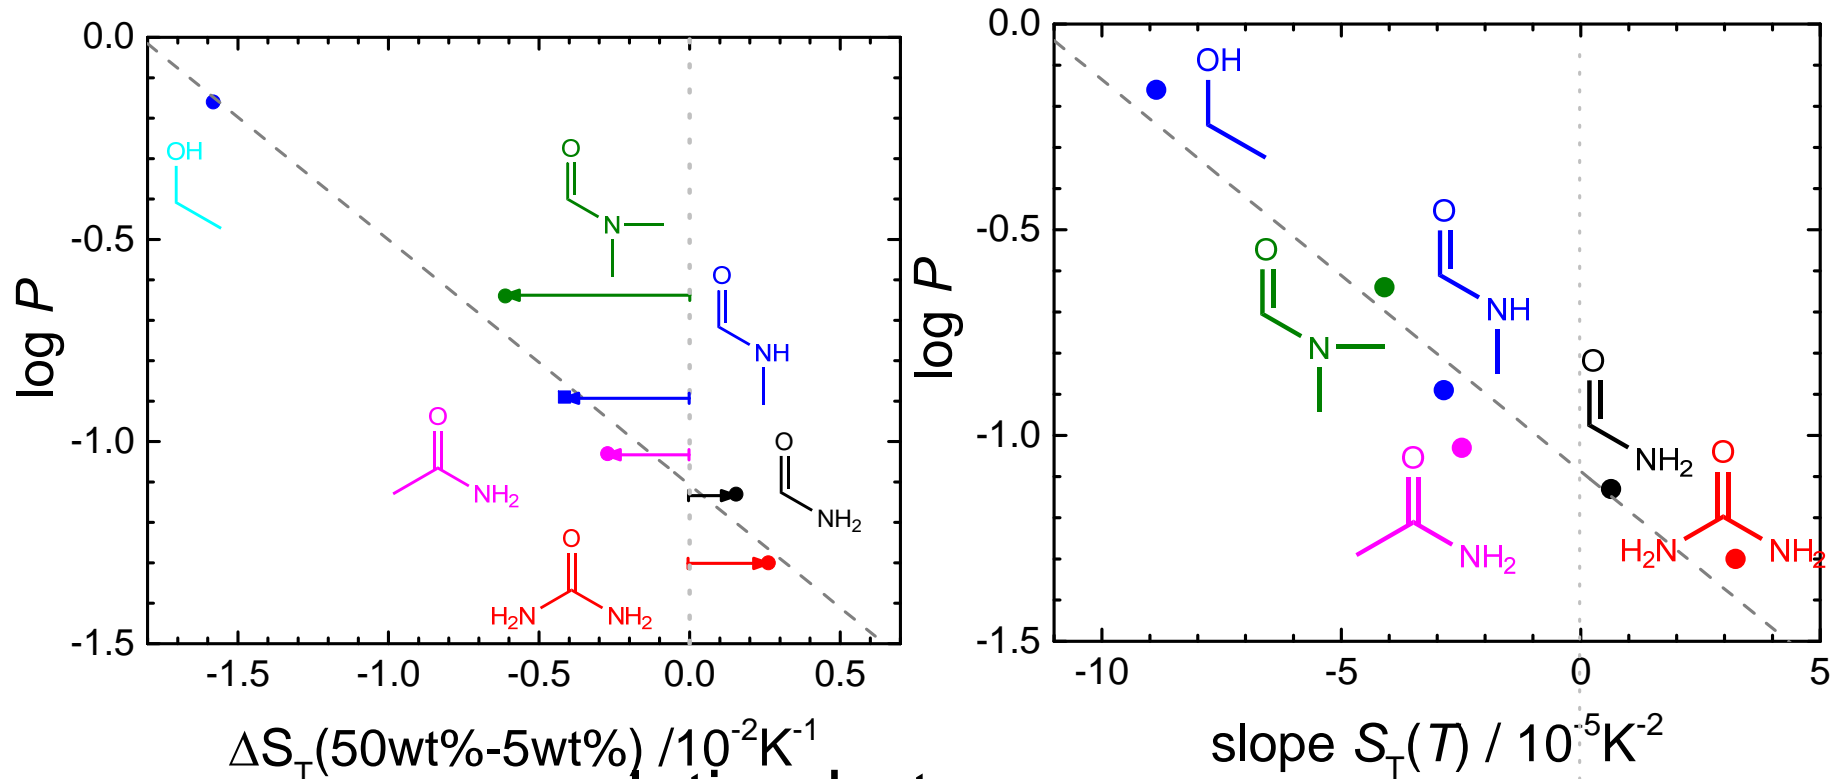 0.0
-0.5
-1.0
-1.5
log P
-1.5 -1.0 -0.5 0.0 0.5
ΔS_T(50wt%-5wt%) /10^-2K^-1
OH
O
N
O
NH
O
NH₂
O
NH₂
O
H₂N NH₂
0.0
-0.5
-1.0
-1.5
log P
-10 -5 0 5
slope S_T(T) / 10^-5K^-2
OH
O
NH
O
N
O
NH₂
O
NH₂
O
H₂N NH₂